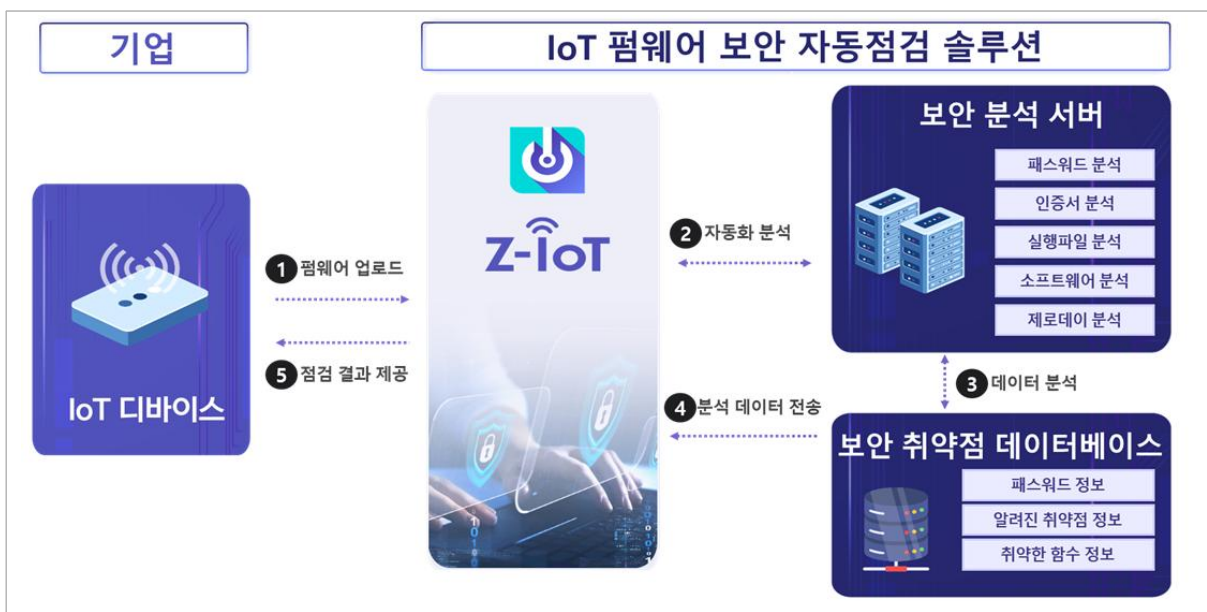 기업
IoT 펌웨어 보안 자동점검 솔루션
IoT 디바이스
1 펌웨어 업로드
5 점검 결과 제공
Z-IoT
2 자동화 분석
4 분석 데이터 전송
보안 분석 서버
패스워드 분석
인증서 분석
실행파일 분석
소프트웨어 분석
제로데이 분석
3 데이터 분석
보안 취약점 데이터베이스
패스워드 정보
알려진 취약점 정보
취약한 함수 정보